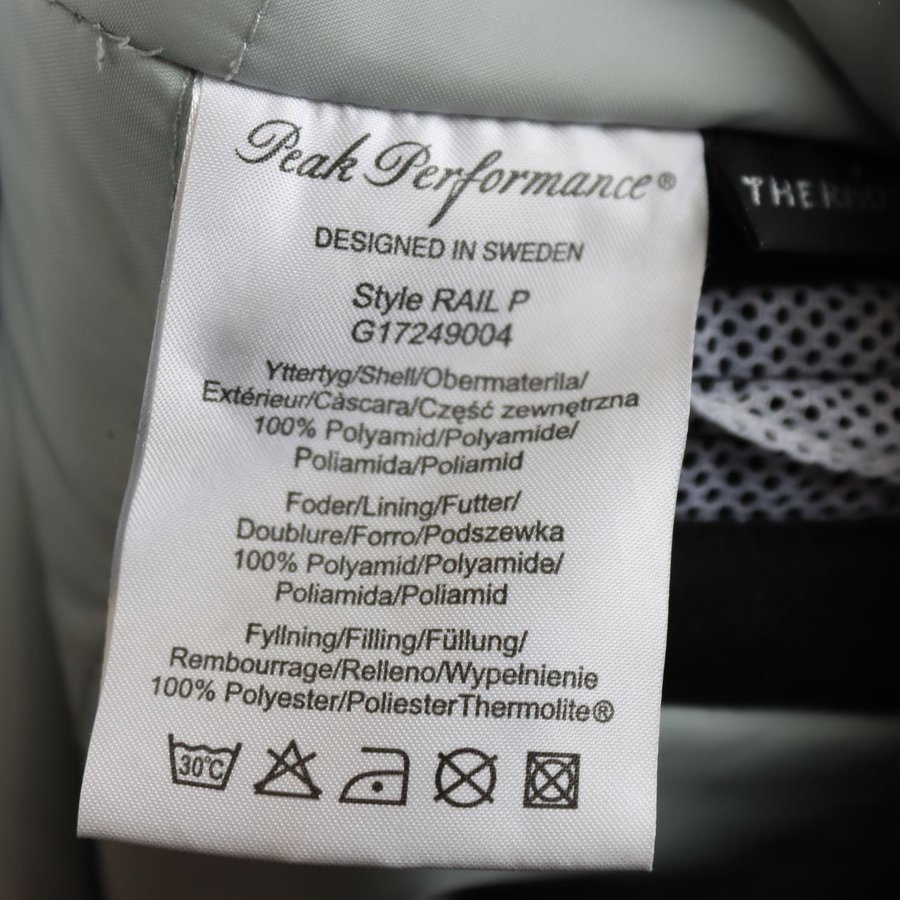 Peak Performance®
DESIGNED IN SWEDEN
Style RAIL P
G17249004
Yttertyg/Shell/Obermaterila/
Extérieur/Càscara/Część zewnętrzna
100% Polyamid/Polyamide/
Poliamida/Poliamid
Foder/Lining/Futter/
Doublure/Forro/Podszewka
100% Polyamid/Polyamide/
Poliamida/Poliamid
Fyllning/Filling/Füllung/
Rembourrage/Relleno/Wypełnienie
100% Polyester/PoliesterThermolite®
30°C